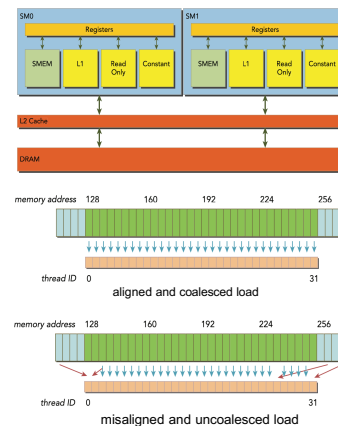 SM0 SM1
Registers Registers
SMEM L1 Read Only Constant SMEM L1 Read Only Constant
L2 Cache
DRAM
memory address 128 160 192 224 256
thread ID 0 31
aligned and coalesced load
memory address 128 160 192 224 256
thread ID 0 31
misaligned and uncoalesced load